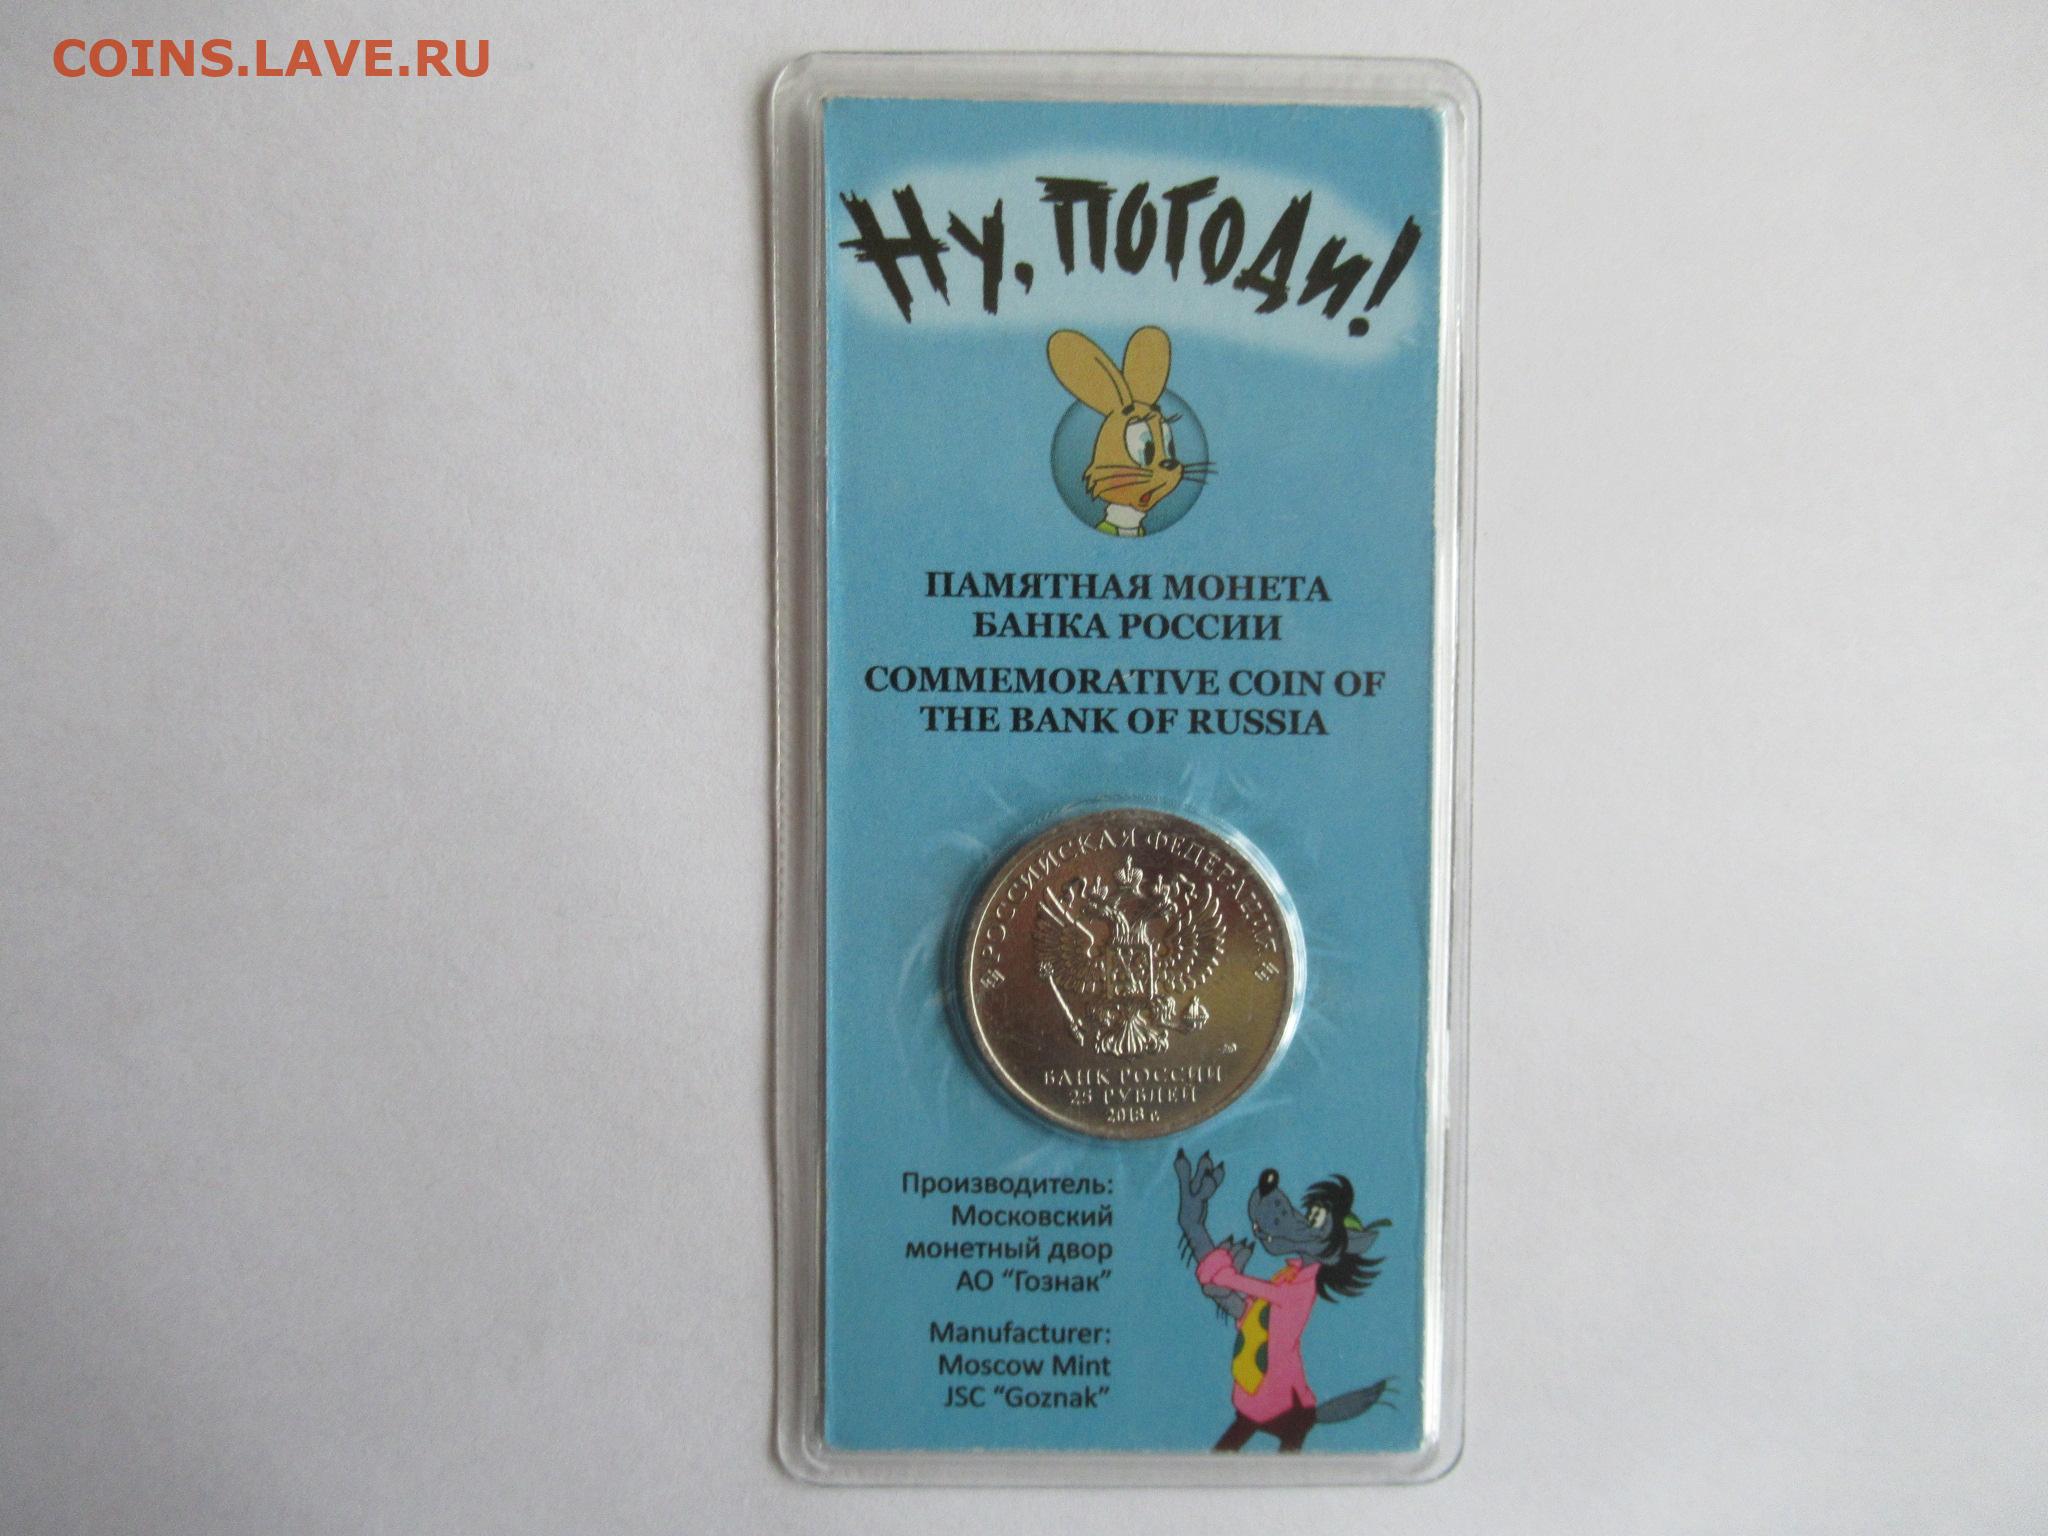 COINS.LAVE.RU
Ну, погоди!
ПАМЯТНАЯ МОНЕТА
БАНКА РОССИИ
COMMEMORATIVE COIN OF
THE BANK OF RUSSIA
РОССИЙСКАЯ ФЕДЕРАЦИЯ
БАНК РОССИИ
25 РУБЛЕЙ
2018 г.
Производитель:
Московский
монетный двор
АО “Гознак”
Manufacturer:
Moscow Mint
JSC “Goznak”